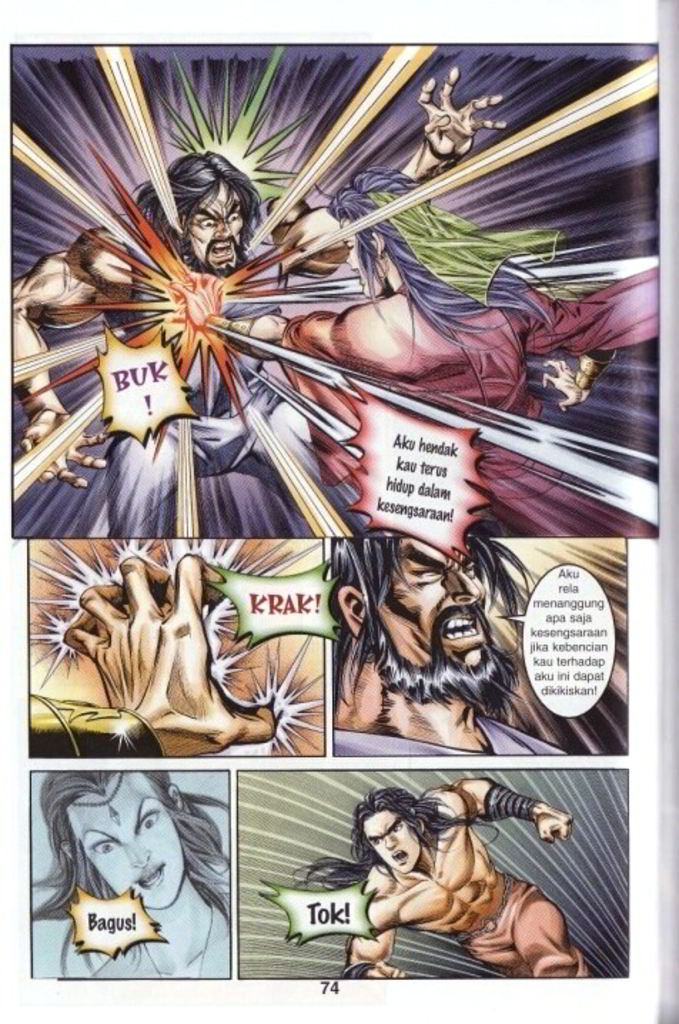 BUK
!
Aku hendak
kau terus
hidup dalam
kesengsaraan!
KRAK!
Aku
rela
menanggung
apa saja
kesengsaraan
jika kebencian
kau terhadap
aku ini dapat
dikikiskan!
Bagus!
Tok!
74